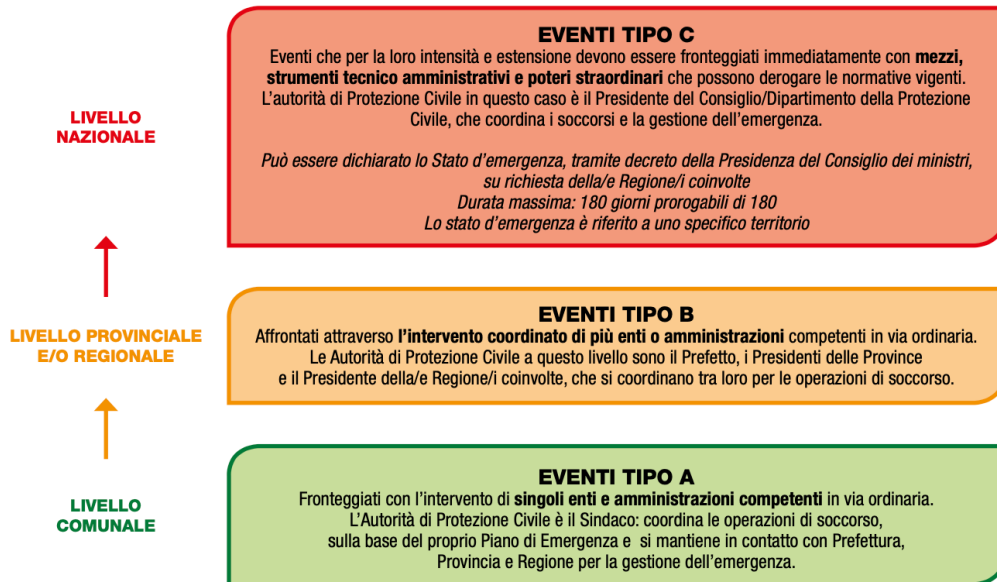 EVENTI TIPO C
Eventi che per la loro intensità e estensione devono essere fronteggiati immediatamente con mezzi,
strumenti tecnico amministrativi e poteri straordinari che possono derogare le normative vigenti.
L'autorità di Protezione Civile in questo caso è il Presidente del Consiglio/Dipartimento della Protezione
Civile, che coordina i soccorsi e la gestione dell'emergenza.
Può essere dichiarato lo Stato d'emergenza, tramite decreto della Presidenza del Consiglio dei ministri,
su richiesta della/e Regione/i coinvolte
Durata massima: 180 giorni prorogabili di 180
Lo stato d'emergenza è riferito a uno specifico territorio
LIVELLO
NAZIONALE
EVENTI TIPO B
Affrontati attraverso l'intervento coordinato di più enti o amministrazioni competenti in via ordinaria.
Le Autorità di Protezione Civile a questo livello sono il Prefetto, i Presidenti delle Province
e il Presidente della/e Regione/i coinvolte, che si coordinano tra loro per le operazioni di soccorso.
LIVELLO PROVINCIALE
E/O REGIONALE
EVENTI TIPO A
Fronteggiati con l'intervento di singoli enti e amministrazioni competenti in via ordinaria.
L'Autorità di Protezione Civile è il Sindaco: coordina le operazioni di soccorso,
sulla base del proprio Piano di Emergenza e si mantiene in contatto con Prefettura,
Provincia e Regione per la gestione dell'emergenza.
LIVELLO
COMUNALE